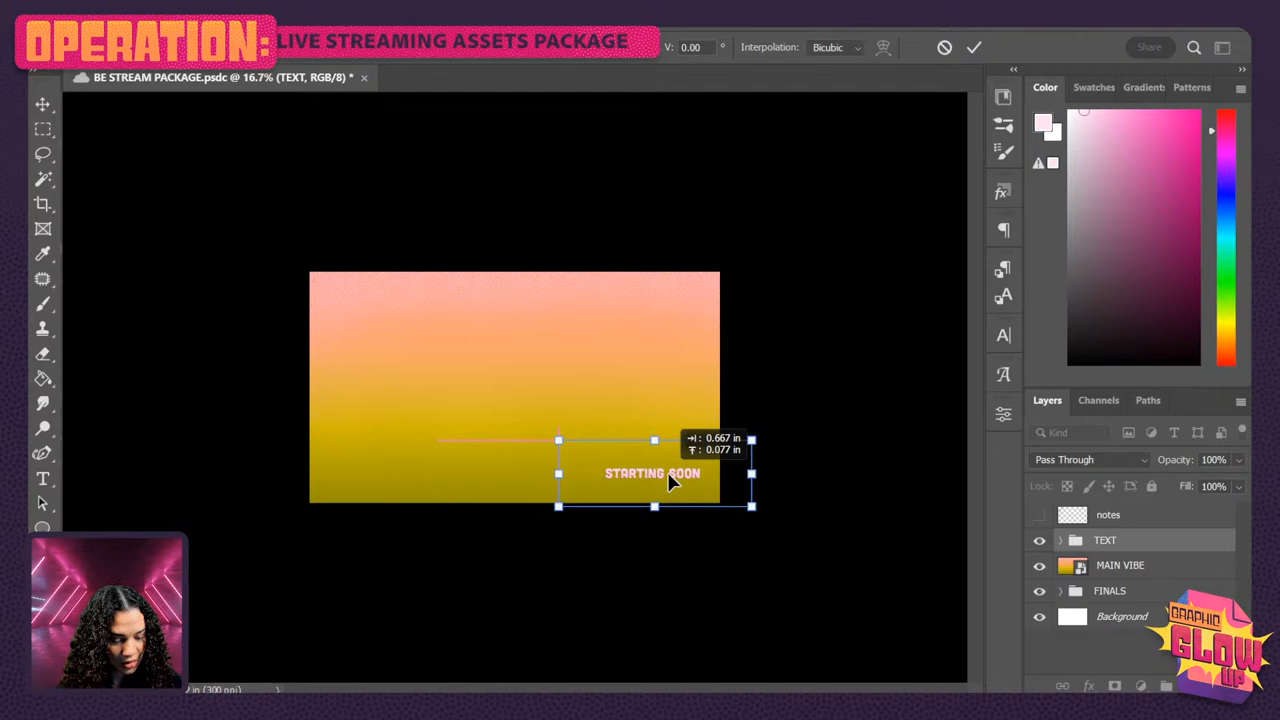 OPERATION:
LIVE STREAMING ASSETS PACKAGE
V: 0.00 °
Interpolation: Bicubic
Share
BE STREAM PACKAGE.psdc @ 16.7% (TEXT, RGB/8) *
Color
Swatches
Gradients
Patterns
: 0.667 in
: 0.077 in
STARTING SOON
Layers
Channels
Paths
Kind
Pass Through
Opacity: 100%
Lock:
Fill: 100%
notes
TEXT
MAIN VIBE
FINALS
Background
GRAPHIC
GLOW
UP
fx